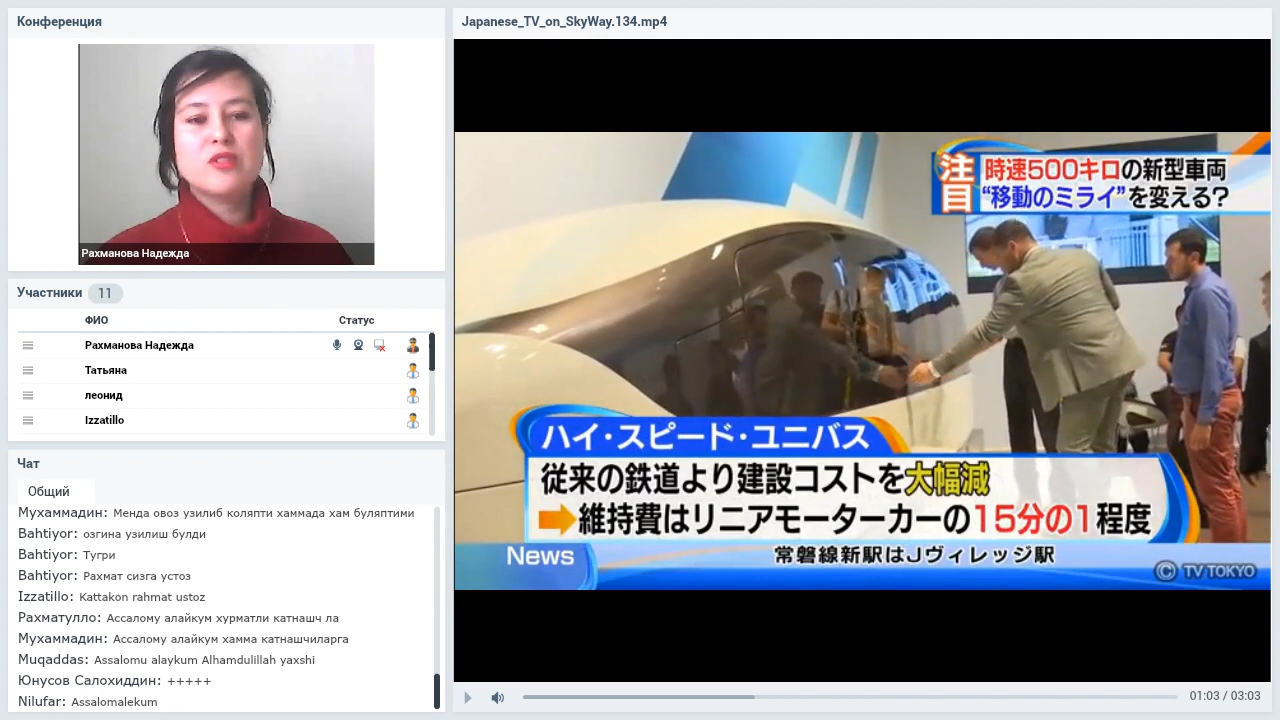 Конференция
Рахманова Надежда
Участники 11
ФИО Статус
Рахманова Надежда
Татьяна
леонид
Izzatillo
Чат
Общий
Мухаммадин: Менда овоз узилиб коляпти хаммада хам буляптими
Bahtiyor: озгина узилиш булди
Bahtiyor: Тугри
Bahtiyor: Рахмат сизга устоз
Izzatillo: Kattakon rahmat ustoz
Рахматулло: Ассалому алайкум хурматли катнашч ла
Мухаммадин: Ассалому алайкум хамма катнашчиларга
Muqaddas: Assalomu alaykum Alhamdulillah yaxshi
Юнусов Салохиддин: +++++
Nilufar: Assalomalekum
Japanese_TV_on_SkyWay.134.mp4
注目
時速500キロの新型車両
“移動のミライ”を変える?
ハイ・スピード・ユニバス
従来の鉄道より建設コストを大幅減
➡維持費はリニアモーターカーの15分の1程度
News 常磐線新駅はJヴィレッジ駅
© TV TOKYO
01:03 / 03:03